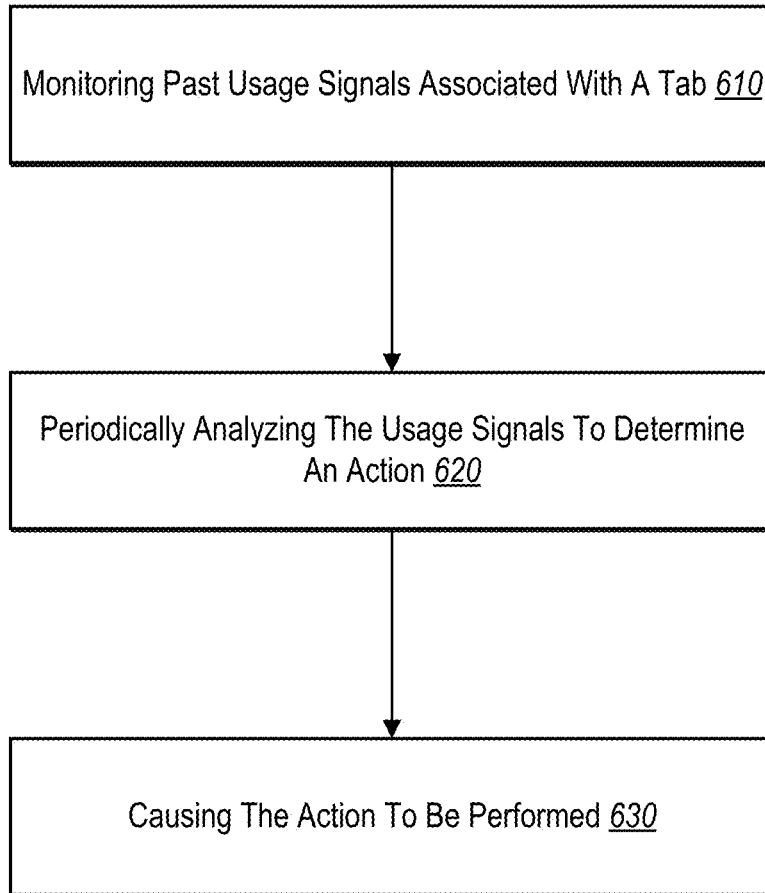 Monitoring Past Usage Signals Associated With A Tab 610
Periodically Analyzing The Usage Signals To Determine
An Action 620
Causing The Action To Be Performed 630